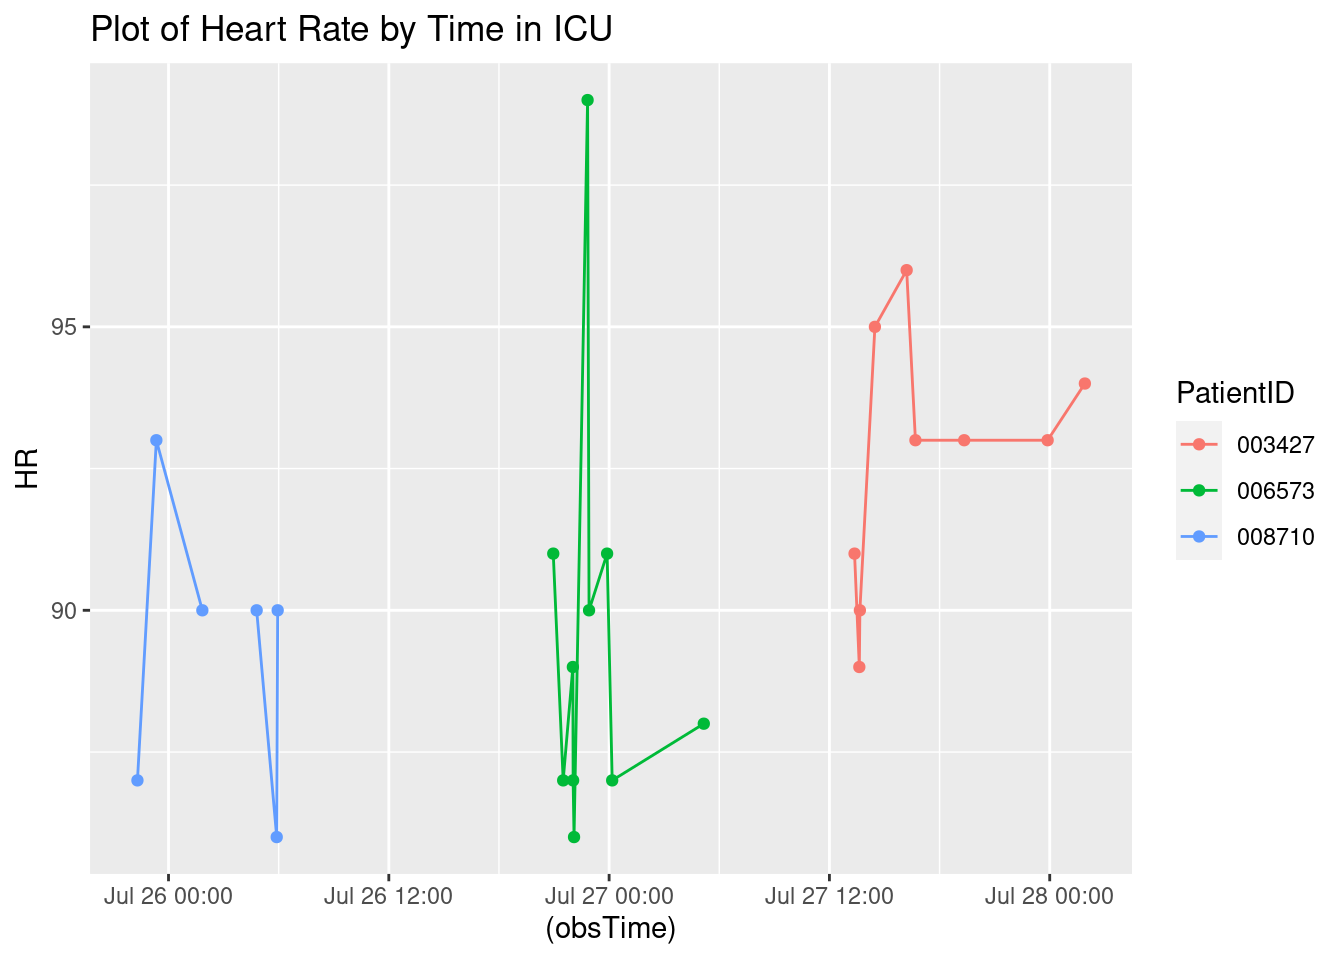 Plot of Heart Rate by Time in ICU
HR
95
90
Jul 26 00:00
Jul 26 12:00
Jul 27 00:00
Jul 27 12:00
Jul 28 00:00
(obsTime)
PatientID
003427
006573
008710